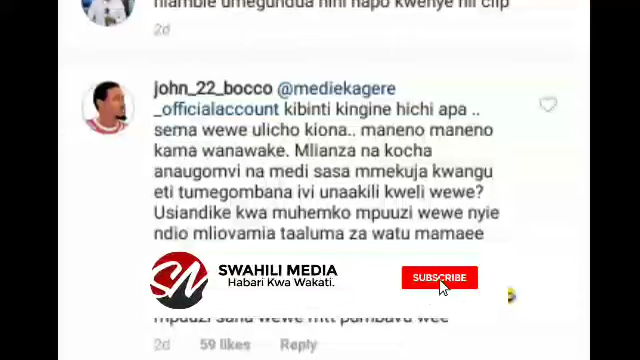 niambie umegundua nini hapo kwenye hii clip
2d
john_22_bocco @mediekagere
_officialaccount kibinti kingine hichi apa ..
sema wewe ulicho kiona.. maneno maneno
kama wanawake. Mlianza na kocha
anaugomvi na medi sasa mmekuja kwangu
eti tumegombana ivi unaakili kweli wewe?
Usiandike kwa muhemko mpuuzi wewe nyie
ndio mliovamia taaluma za watu mamaee
SWAHILI MEDIA
Habari Kwa Wakati.
SUBSCRIBE
mpuuzi sana wewe mtt pumbavu wee
2d 59 likes Reply